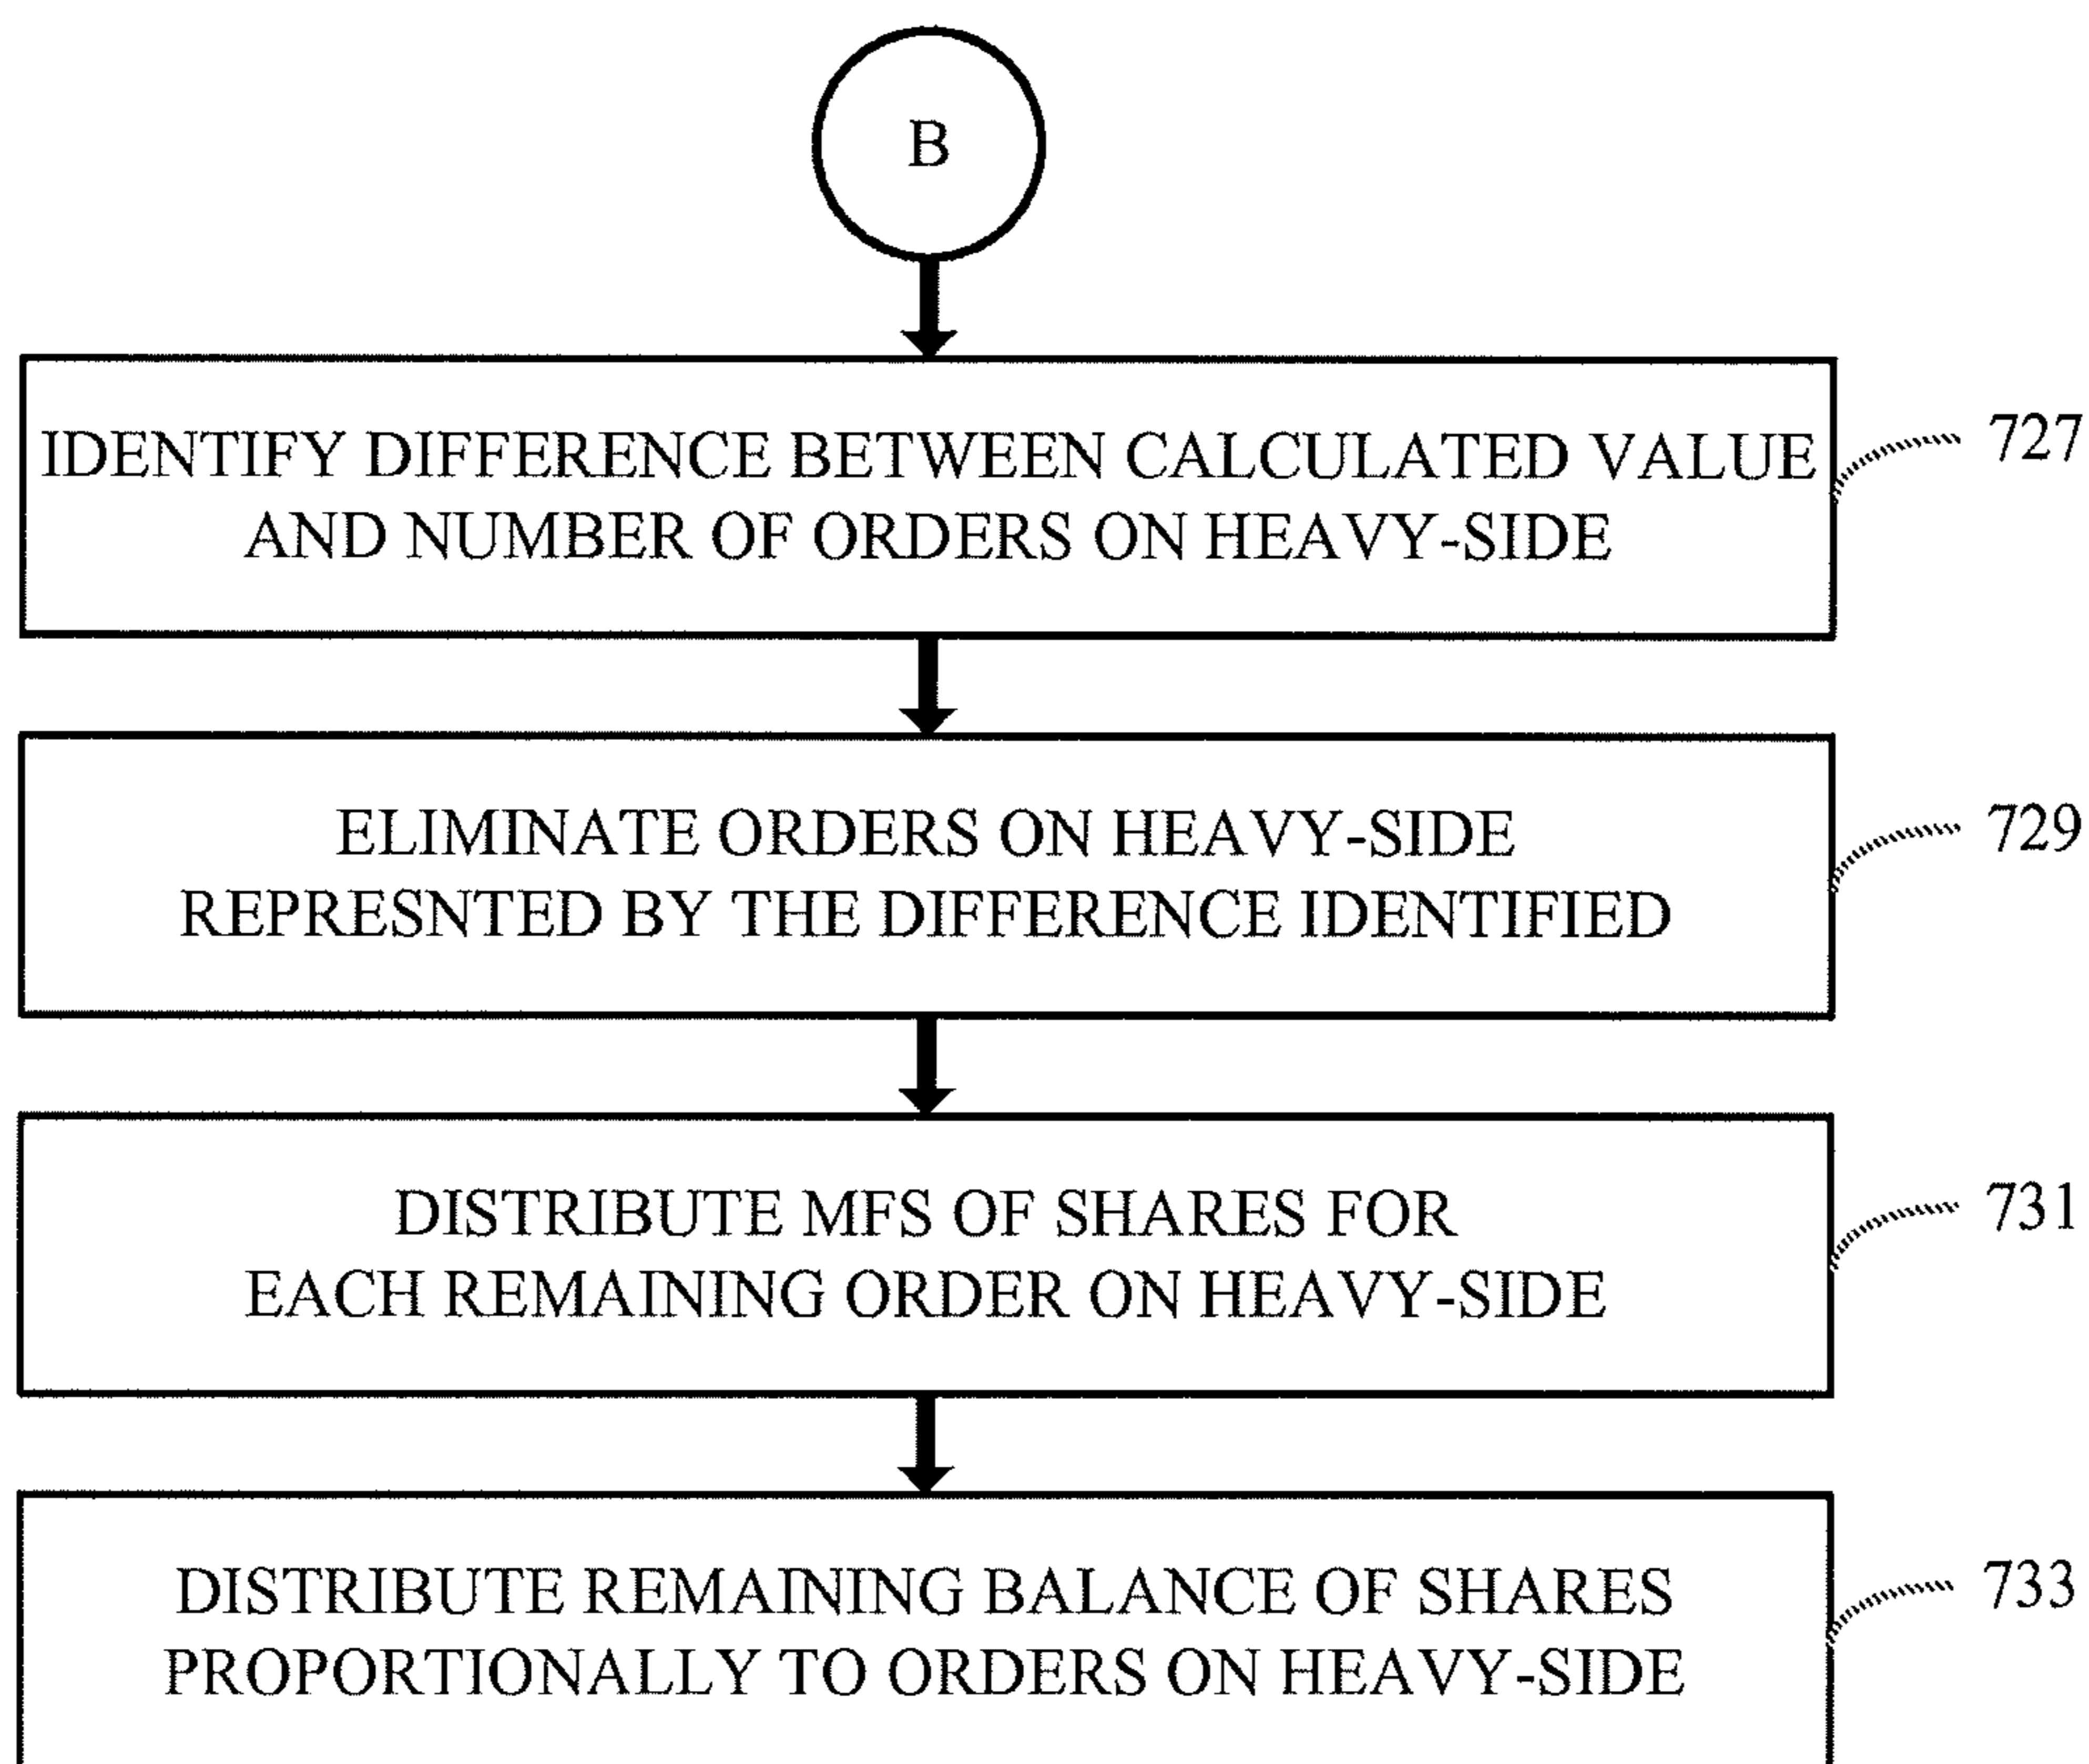 B
IDENTIFY DIFFERENCE BETWEEN CALCULATED VALUE
AND NUMBER OF ORDERS ON HEAVY-SIDE
727
ELIMINATE ORDERS ON HEAVY-SIDE
REPRESNTED BY THE DIFFERENCE IDENTIFIED
729
DISTRIBUTE MFS OF SHARES FOR
EACH REMAINING ORDER ON HEAVY-SIDE
731
DISTRIBUTE REMAINING BALANCE OF SHARES
PROPORTIONALLY TO ORDERS ON HEAVY-SIDE
733